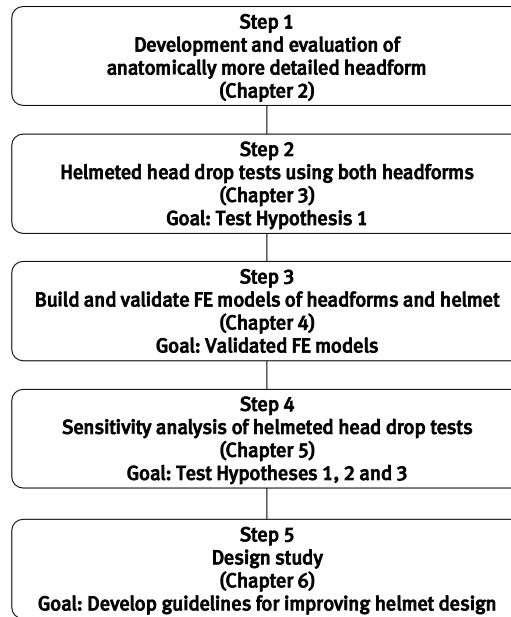 Step 1
Development and evaluation of
anatomically more detailed headform
(Chapter 2)
Step 2
Helmeted head drop tests using both headforms
(Chapter 3)
Goal: Test Hypothesis 1
Step 3
Build and validate FE models of headforms and helmet
(Chapter 4)
Goal: Validated FE models
Step 4
Sensitivity analysis of helmeted head drop tests
(Chapter 5)
Goal: Test Hypotheses 1, 2 and 3
Step 5
Design study
(Chapter 6)
Goal: Develop guidelines for improving helmet design